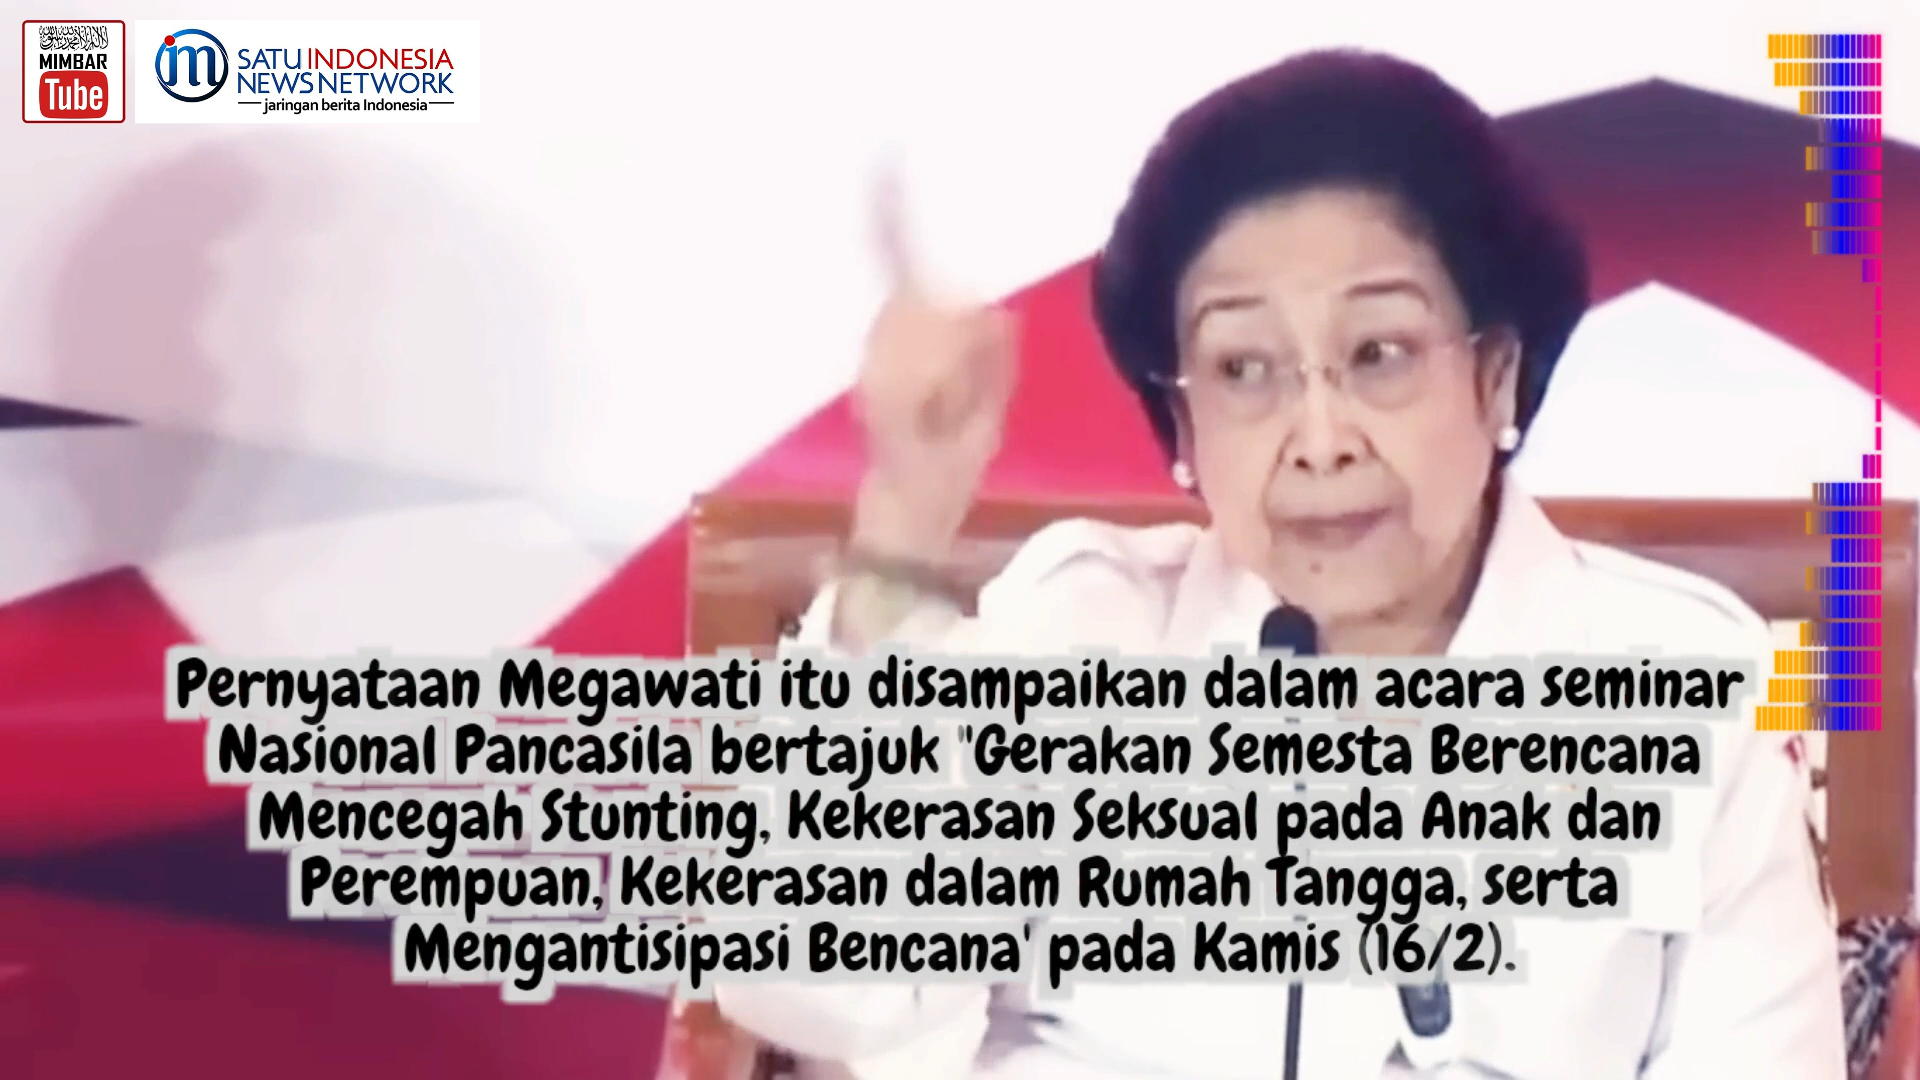 MIMBAR
Tube
m
SATU INDONESIA
NEWS NETWORK
jaringan berita Indonesia
Pernyataan Megawati itu disampaikan dalam acara seminar
Nasional Pancasila bertajuk "Gerakan Semesta Berencana
Mencegah Stunting, Kekerasan Seksual pada Anak dan
Perempuan, Kekerasan dalam Rumah Tangga, serta
Mengantisipasi Bencana' pada Kamis (16/2).